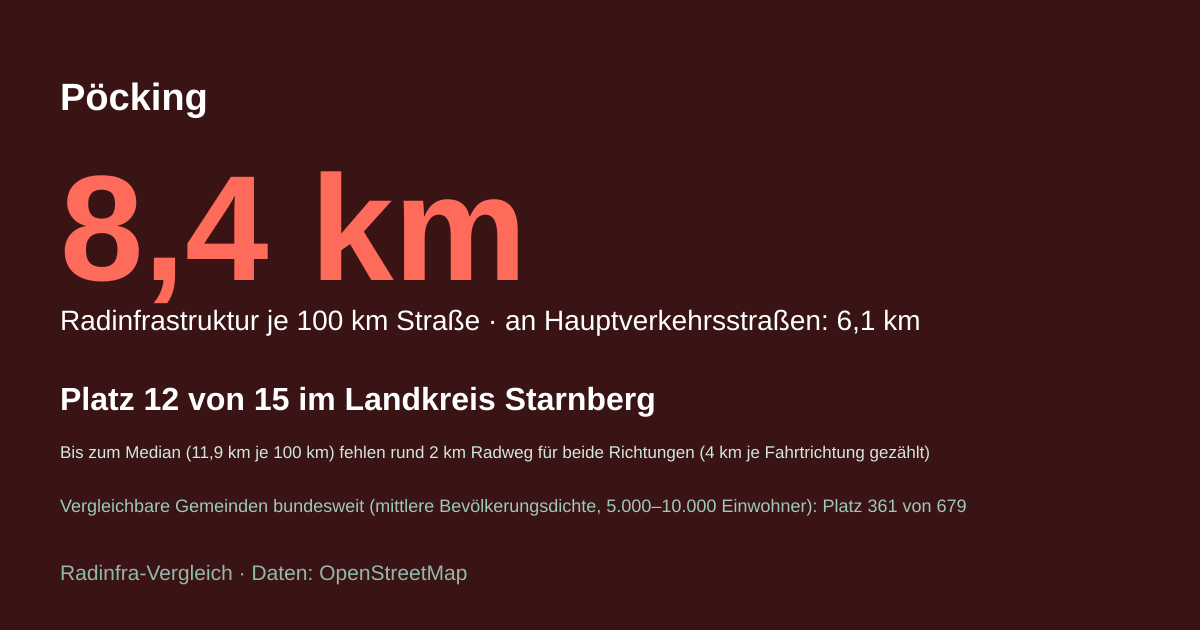 Pöcking
8,4 km
Radinfrastruktur je 100 km Straße · an Hauptverkehrsstraßen: 6,1 km
Platz 12 von 15 im Landkreis Starnberg
Bis zum Median (11,9 km je 100 km) fehlen rund 2 km Radweg für beide Richtungen (4 km je Fahrtrichtung gezählt)
Vergleichbare Gemeinden bundesweit (mittlere Bevölkerungsdichte, 5.000–10.000 Einwohner): Platz 361 von 679
Radinfra-Vergleich · Daten: OpenStreetMap